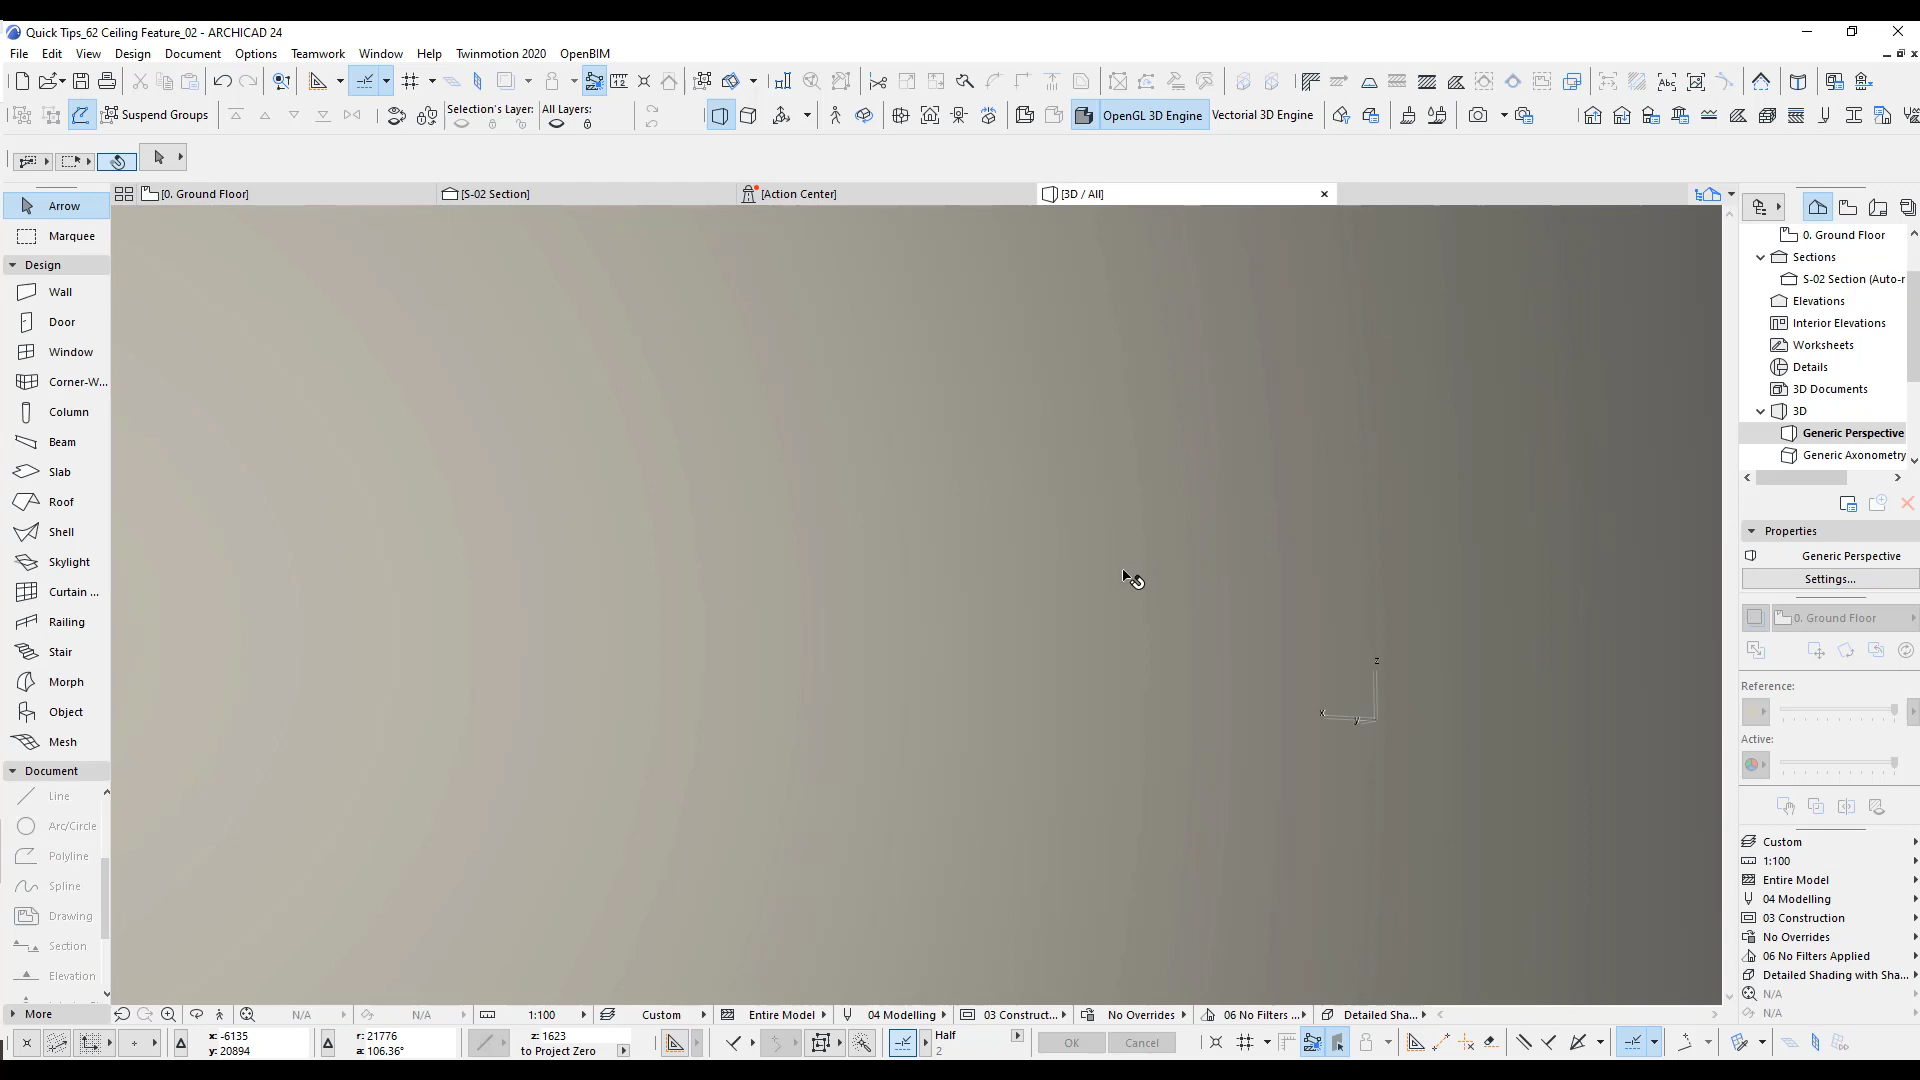 Quick Tips_62 Ceiling Feature_02 - ARCHICAD 24
File Edit View Design Document Options Teamwork Window Help Twinmotion 2020 OpenBIM
Suspend Groups
Selection's Layer:
All Layers:
OpenGL 3D Engine
Vectorial 3D Engine
[0. Ground Floor]
[S-02 Section]
[Action Center]
[3D / All]
Arrow
Marquee
Design
Wall
Door
Window
Corner-W...
Column
Beam
Slab
Roof
Shell
Skylight
Curtain ...
Railing
Stair
Morph
Object
Mesh
Document
Line
Arc/Circle
Polyline
Spline
Drawing
Section
Elevation
More
z
x
y
0. Ground Floor
Sections
S-02 Section (Auto-r
Elevations
Interior Elevations
Worksheets
Details
3D Documents
3D
Generic Perspective
Generic Axonometry
Properties
Generic Perspective
Settings...
0. Ground Floor
Reference:
Active:
Custom
1:100
Entire Model
04 Modelling
03 Construction
No Overrides
06 No Filters Applied
Detailed Shading with Sha...
N/A
N/A
N/A
N/A
1:100
Custom
Entire Model
04 Modelling
03 Construct...
No Overrides
06 No Filters ...
Detailed Sha...
x: -6135
y: 20894
r: 21776
a: 106.36°
z: 1623
to Project Zero
Half
2
OK
Cancel